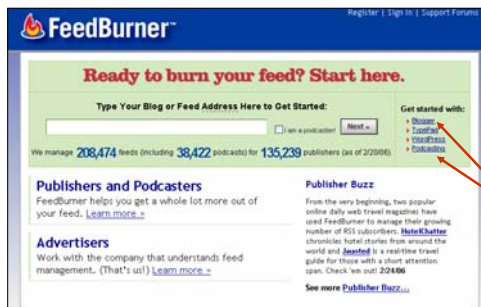 Register | Sign In | Support Forums
FeedBurner™
Ready to burn your feed? Start here.
Type Your Blog or Feed Address Here to Get Started:
I am a podcaster!
Next »
We manage 208,474 feeds (including 38,422 podcasts) for 135,239 publishers (as of 2/20/06).
Get started with:
Blogger
TypePad
WordPress
Podcasting
Publishers and Podcasters
FeedBurner helps you get a whole lot more out of
your feed. Learn more »
Advertisers
Work with the company that understands feed
management. (That's us!) Learn more »
Publisher Buzz
From the very beginning, two popular
online daily web travel magazines have
used FeedBurner to manage their growing
number of RSS subscribers. HotelChatter
chronicles hotel stories from around the
world and Jaunted is a real-time travel
guide for those with a short attention
span. Check 'em out! 2/24/06
See more Publisher Buzz...